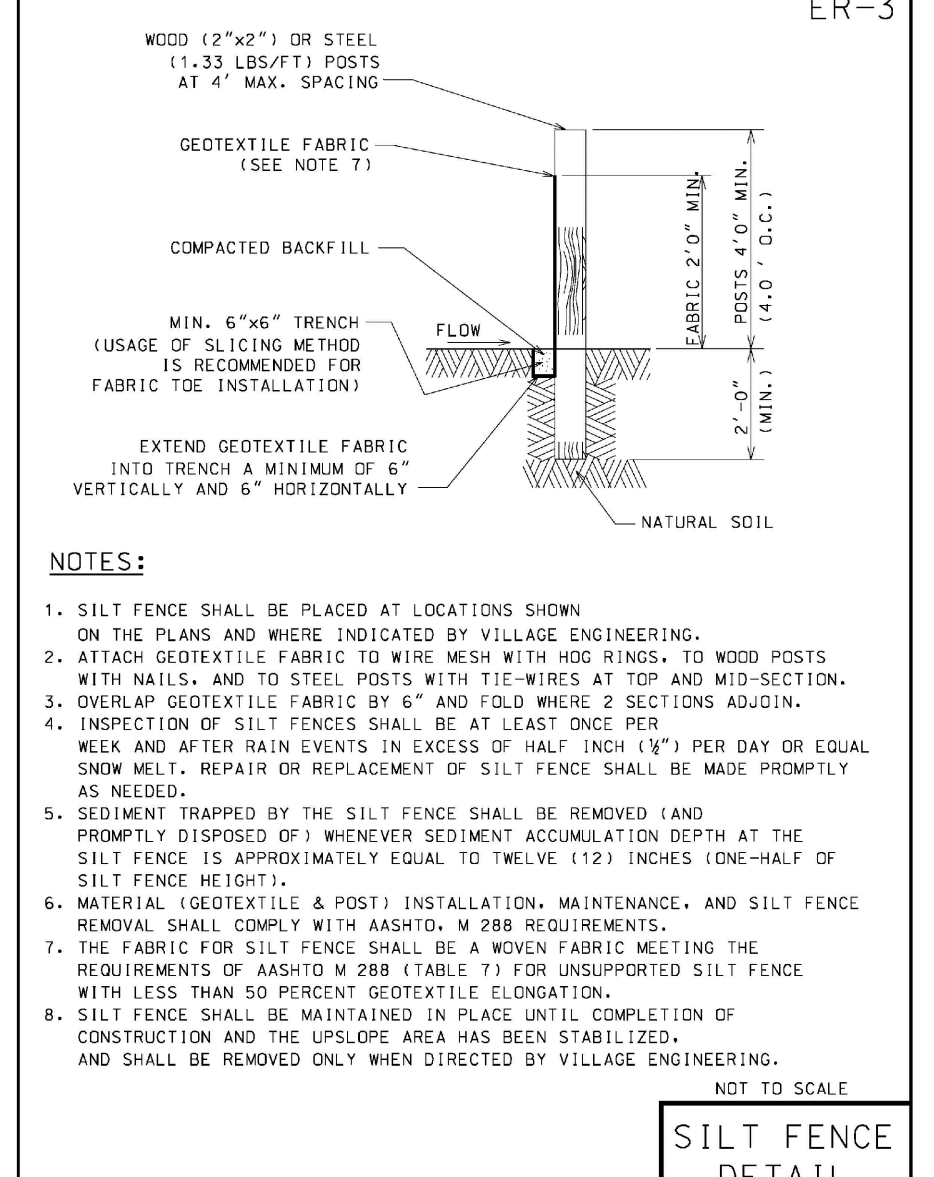 ER-3
WOOD (2"x2") OR STEEL
(1.33 LBS/FT) POSTS
AT 4' MAX. SPACING
GEOTEXTILE FABRIC
(SEE NOTE 7)
COMPACTED BACKFILL
MIN. 6"x6" TRENCH
(USAGE OF SLICING METHOD
IS RECOMMENDED FOR
FABRIC TOE INSTALLATION)
EXTEND GEOTEXTILE FABRIC
INTO TRENCH A MINIMUM OF 6"
VERTICALLY AND 6" HORIZONTALLY
FLOW
FABRIC 2'0" MIN.
POSTS 4'0" MIN.
(4.0 ' O.C.)
2'-0"
(MIN.)
NATURAL SOIL
NOTES:
1. SILT FENCE SHALL BE PLACED AT LOCATIONS SHOWN
ON THE PLANS AND WHERE INDICATED BY VILLAGE ENGINEERING.
2. ATTACH GEOTEXTILE FABRIC TO WIRE MESH WITH HOG RINGS, TO WOOD POSTS
WITH NAILS, AND TO STEEL POSTS WITH TIE-WIRES AT TOP AND MID-SECTION.
3. OVERLAP GEOTEXTILE FABRIC BY 6" AND FOLD WHERE 2 SECTIONS ADJOIN.
4. INSPECTION OF SILT FENCES SHALL BE AT LEAST ONCE PER
WEEK AND AFTER RAIN EVENTS IN EXCESS OF HALF INCH (½") PER DAY OR EQUAL
SNOW MELT. REPAIR OR REPLACEMENT OF SILT FENCE SHALL BE MADE PROMPTLY
AS NEEDED.
5. SEDIMENT TRAPPED BY THE SILT FENCE SHALL BE REMOVED (AND
PROMPTLY DISPOSED OF) WHENEVER SEDIMENT ACCUMULATION DEPTH AT THE
SILT FENCE IS APPROXIMATELY EQUAL TO TWELVE (12) INCHES (ONE-HALF OF
SILT FENCE HEIGHT).
6. MATERIAL (GEOTEXTILE & POST) INSTALLATION, MAINTENANCE, AND SILT FENCE
REMOVAL SHALL COMPLY WITH AASHTO, M 288 REQUIREMENTS.
7. THE FABRIC FOR SILT FENCE SHALL BE A WOVEN FABRIC MEETING THE
REQUIREMENTS OF AASHTO M 288 (TABLE 7) FOR UNSUPPORTED SILT FENCE
WITH LESS THAN 50 PERCENT GEOTEXTILE ELONGATION.
8. SILT FENCE SHALL BE MAINTAINED IN PLACE UNTIL COMPLETION OF
CONSTRUCTION AND THE UPSLOPE AREA HAS BEEN STABILIZED,
AND SHALL BE REMOVED ONLY WHEN DIRECTED BY VILLAGE ENGINEERING.
NOT TO SCALE
SILT FENCE
DETAIL